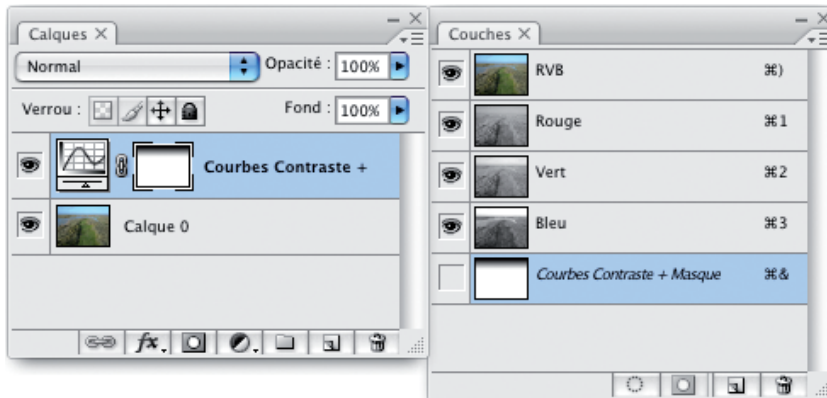 Calques ×
Normal Opacité : 100%
Verrou : Fond : 100%
Courbes Contraste +
Calque 0
fx.
Couches ×
RVB ⌘)
Rouge ⌘1
Vert ⌘2
Bleu ⌘3
Courbes Contraste + Masque ⌘&